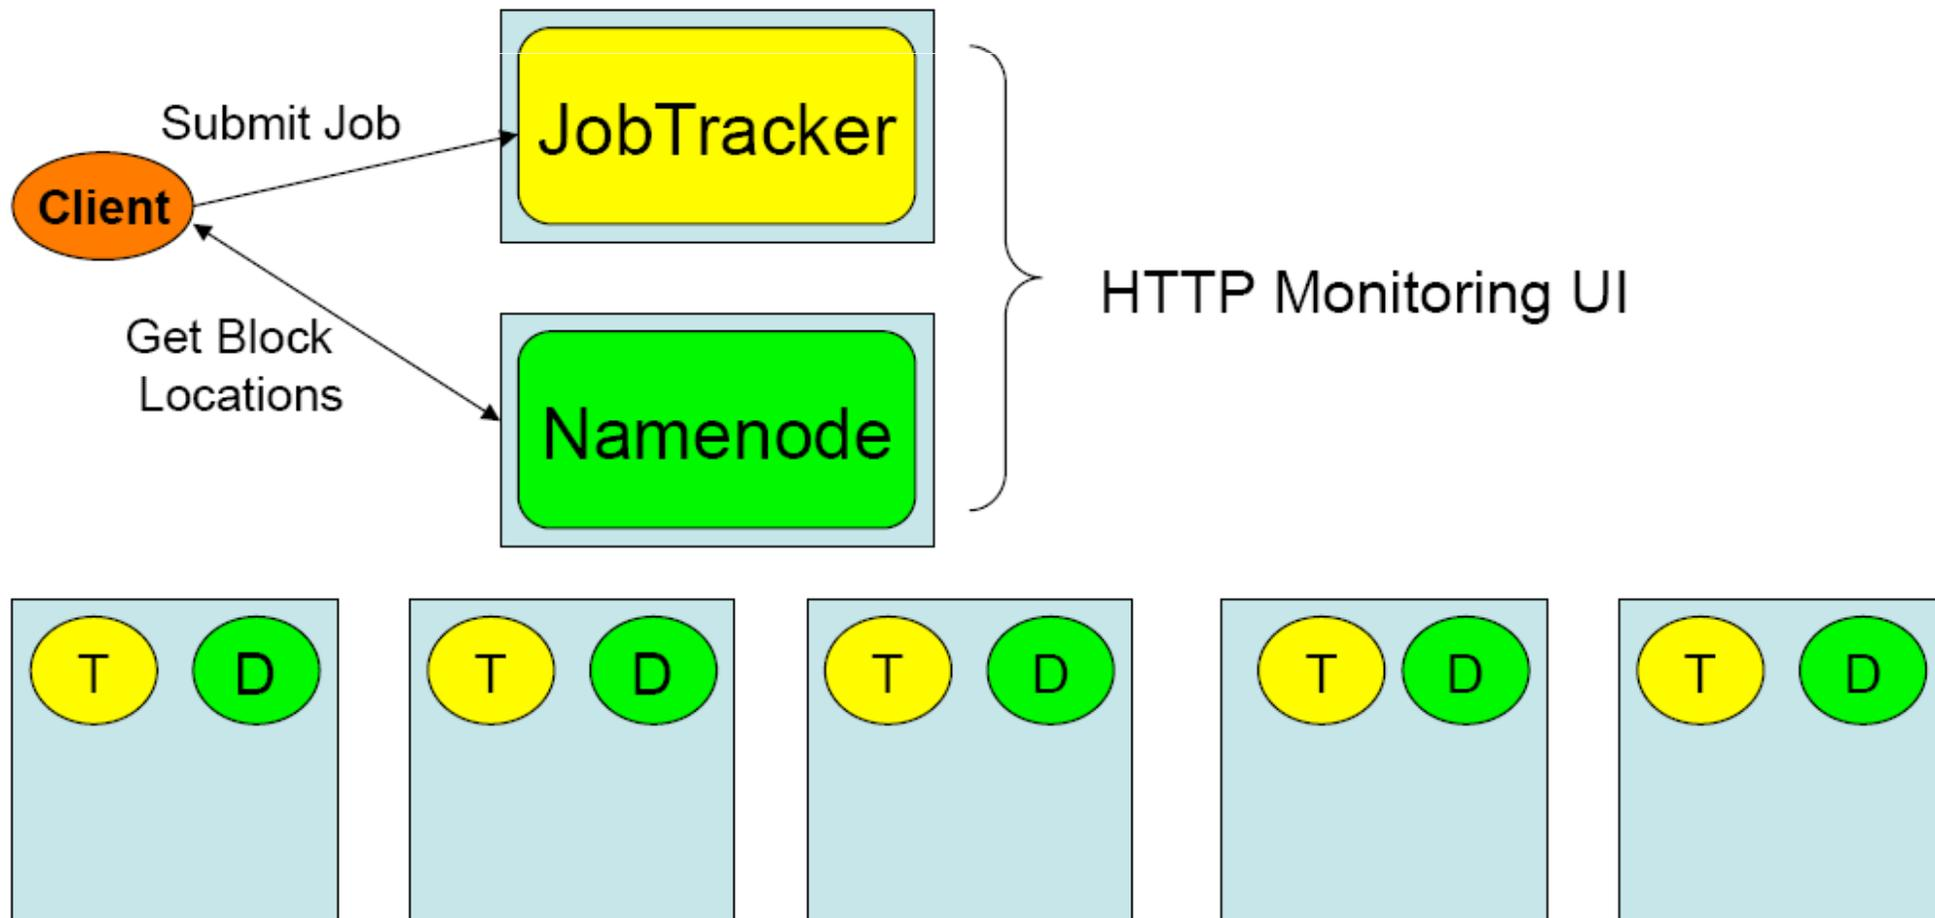 Submit Job
JobTracker
Client
Get Block
Locations
Namenode
HTTP Monitoring UI
T D T D T D T D T D